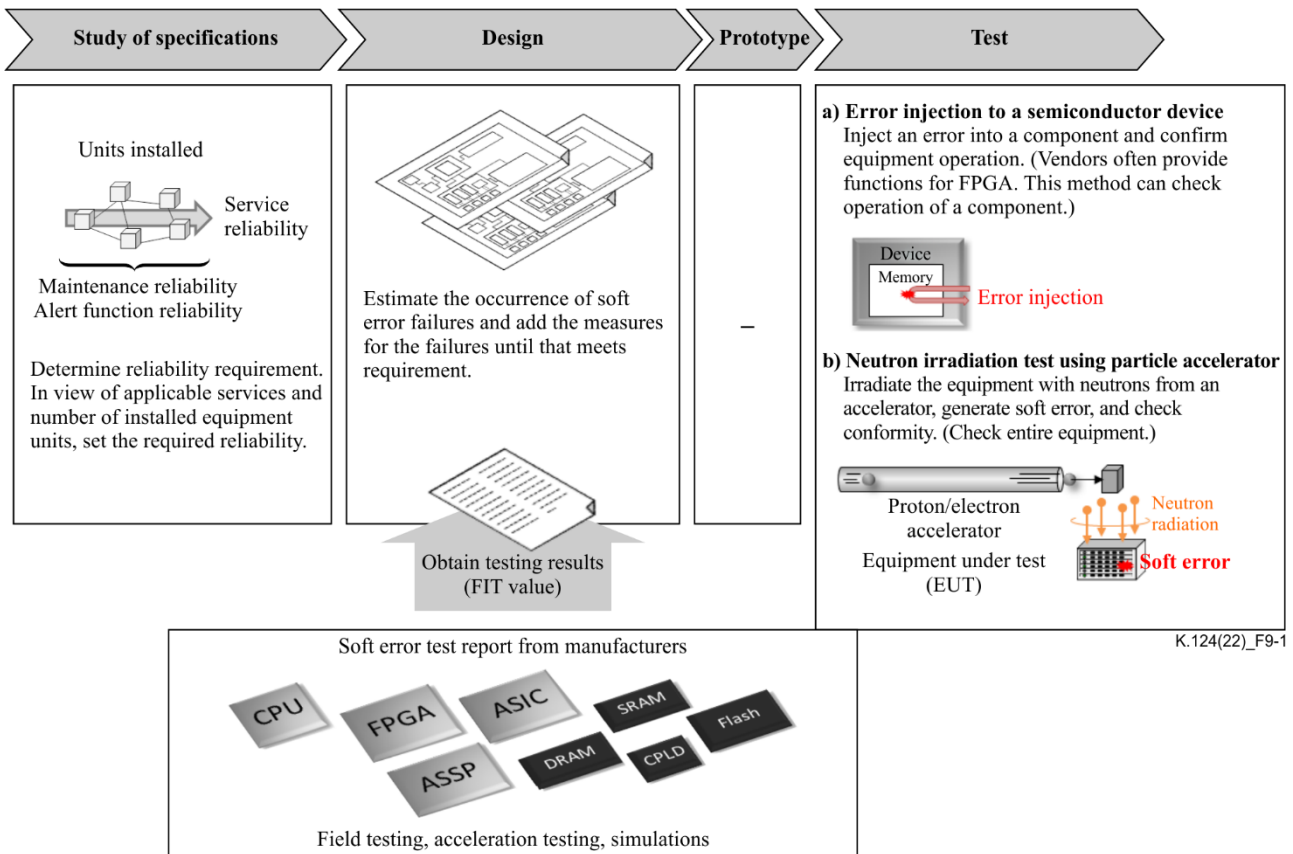 Study of specifications
Design
Prototype
Test
Units installed
Service
reliability
Maintenance reliability
Alert function reliability
Determine reliability requirement.
In view of applicable services and
number of installed equipment
units, set the required reliability.
Estimate the occurrence of soft
error failures and add the measures
for the failures until that meets
requirement.
Obtain testing results
(FIT value)
–
a) Error injection to a semiconductor device
Inject an error into a component and confirm
equipment operation. (Vendors often provide
functions for FPGA. This method can check
operation of a component.)
Device
Memory
Error injection
b) Neutron irradiation test using particle accelerator
Irradiate the equipment with neutrons from an
accelerator, generate soft error, and check
conformity. (Check entire equipment.)
Proton/electron
accelerator
Neutron
radiation
Equipment under test
(EUT)
Soft error
K.124(22)_F9-1
Soft error test report from manufacturers
CPU
FPGA
ASIC
SRAM
Flash
ASSP
DRAM
CPLD
Field testing, acceleration testing, simulations